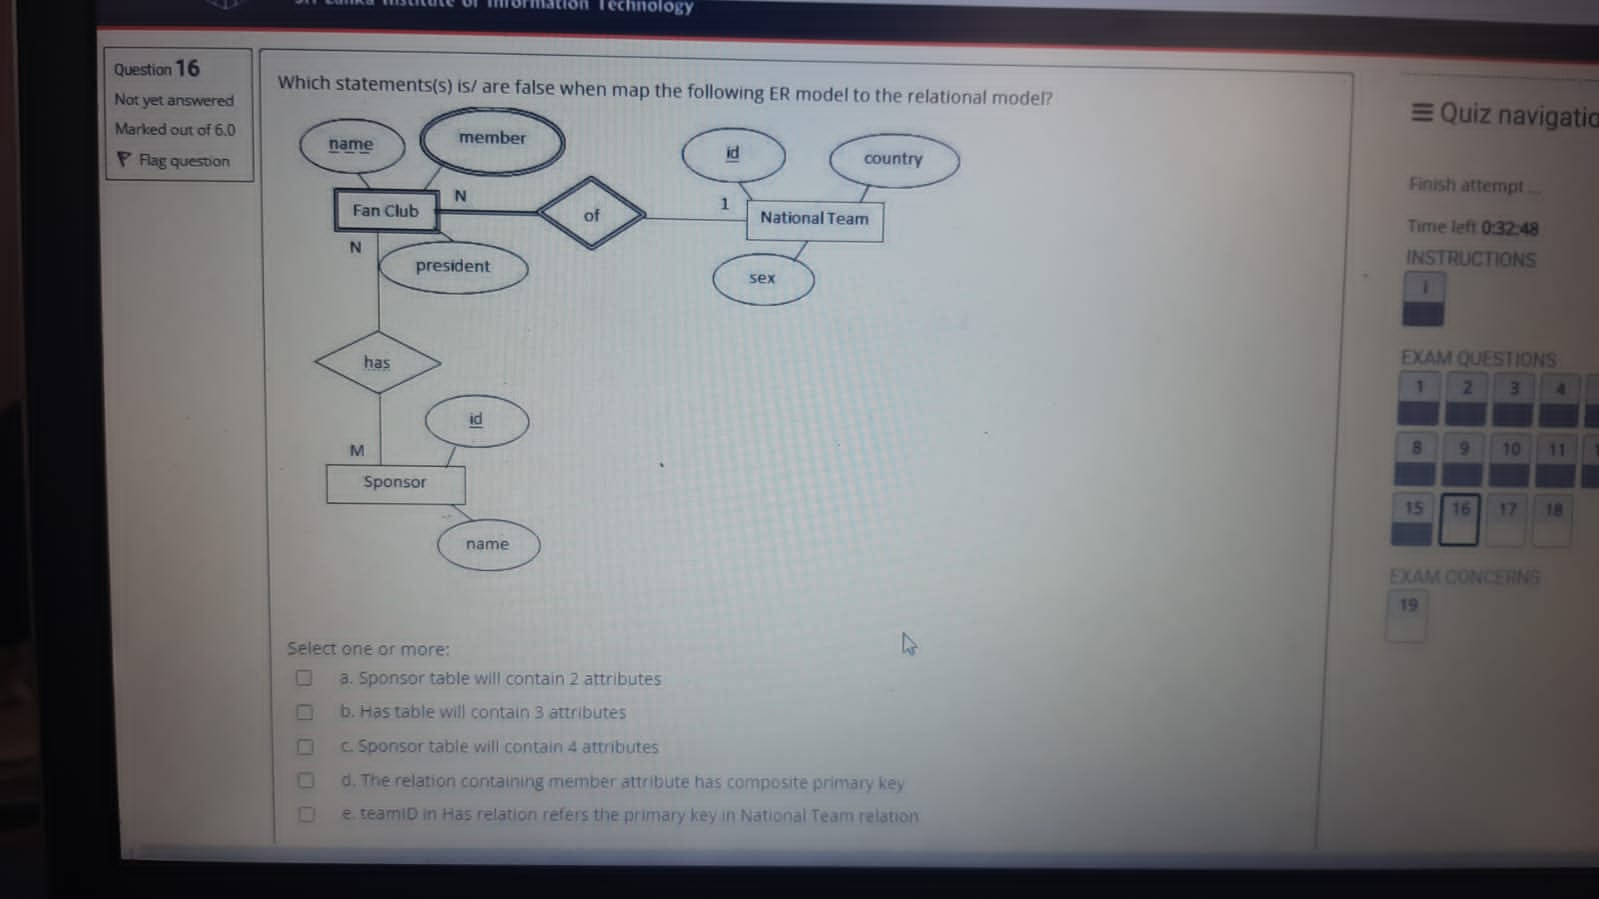 Sri Lanka Institute of Information Technology
Question 16
Not yet answered
Marked out of 6.0
Flag question
Which statements(s) is/ are false when map the following ER model to the relational model?
name
member
id
country
Fan Club
N
of
1
National Team
N
president
sex
has
id
M
Sponsor
name
Select one or more:
a. Sponsor table will contain 2 attributes
b. Has table will contain 3 attributes
c. Sponsor table will contain 4 attributes
d. The relation containing member attribute has composite primary key
e. teamID in Has relation refers the primary key in National Team relation
Quiz navigatio
Finish attempt ...
Time left 0:32:48
INSTRUCTIONS
i
EXAM QUESTIONS
1 2 3 4
8 9 10 11
15 16 17 18
EXAM CONCERNS
19